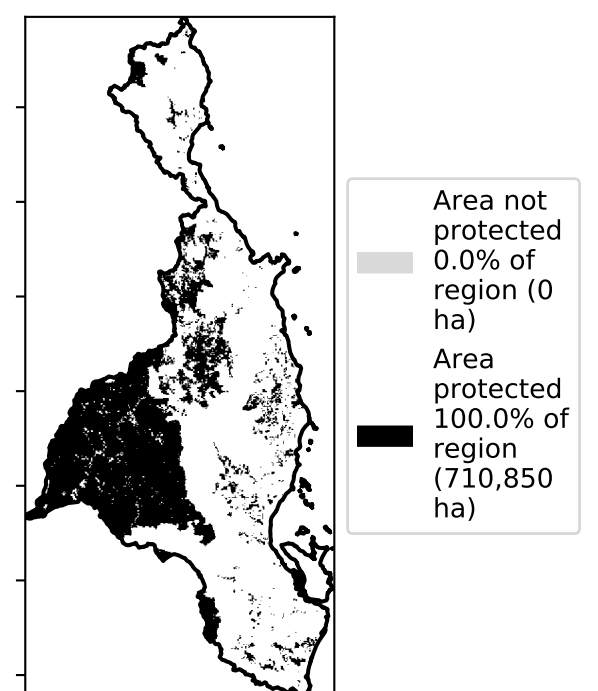 Area not
protected
0.0% of
region (0
ha)
Area
protected
100.0% of
region
(710,850
ha)